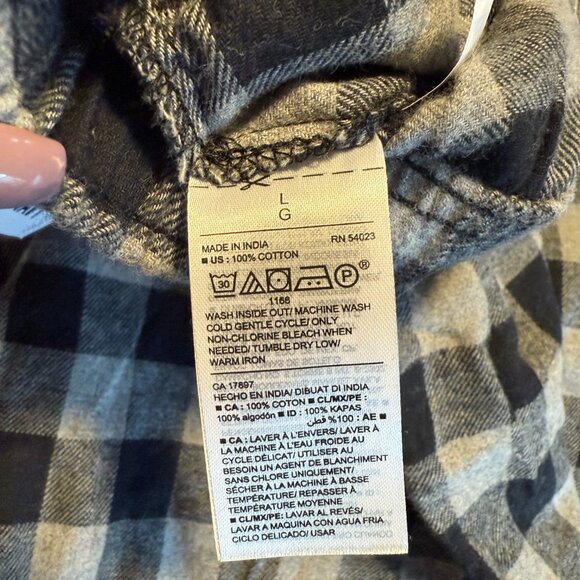 L
G
MADE IN INDIA RN 54023
■ US : 100% COTTON
30 P ®
1166
WASH INSIDE OUT/ MACHINE WASH
COLD GENTLE CYCLE/ ONLY
NON-CHLORINE BLEACH WHEN
NEEDED/ TUMBLE DRY LOW/
WARM IRON
CA 17897
HECHO EN INDIA/ DIBUAT DI INDIA
■ CA : 100% COTON ■ CL/MX/PE :
100% algodón ■ ID : 100% KAPAS
■ AE : 100% قطن
■ CA : LAVER À L'ENVERS/ LAVER À
LA MACHINE À L'EAU FROIDE AU
CYCLE DÉLICAT/ UTILISER AU
BESOIN UN AGENT DE BLANCHIMENT
SANS CHLORE UNIQUEMENT/
SÉCHER À LA MACHINE À BASSE
TEMPÉRATURE/ REPASSER À
TEMPÉRATURE MOYENNE
■ CL/MX/PE: LAVAR AL REVÉS/
LAVAR A MAQUINA CON AGUA FRIA
CICLO DELICADO/ USAR